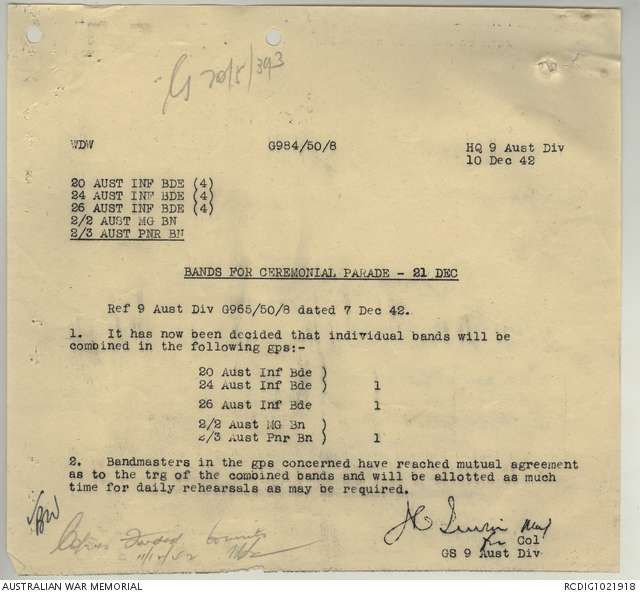 Gs 70/5/393
WDW G984/50/8 HQ 9 Aust Div
10 Dec 42
20 AUST INF BDE (4)
24 AUST INF BDE (4)
26 AUST INF BDE (4)
2/2 AUST MG BN
2/3 AUST PNR BN
BANDS FOR CEREMONIAL PARADE - 21 DEC
Ref 9 Aust Div G965/50/8 dated 7 Dec 42.
1. It has now been decided that individual bands will be
combined in the following gps:-
20 Aust Inf Bde )
24 Aust Inf Bde ) 1
26 Aust Inf Bde 1
2/2 Aust MG Bn )
2/3 Aust Pnr Bn ) 1
2. Bandmasters in the gps concerned have reached mutual agreement
as to the trg of the combined bands and will be allotted as much
time for daily rehearsals as may be required.
Maj
for Col
GS 9 Aust Div
AUSTRALIAN WAR MEMORIAL RCDIG1021918